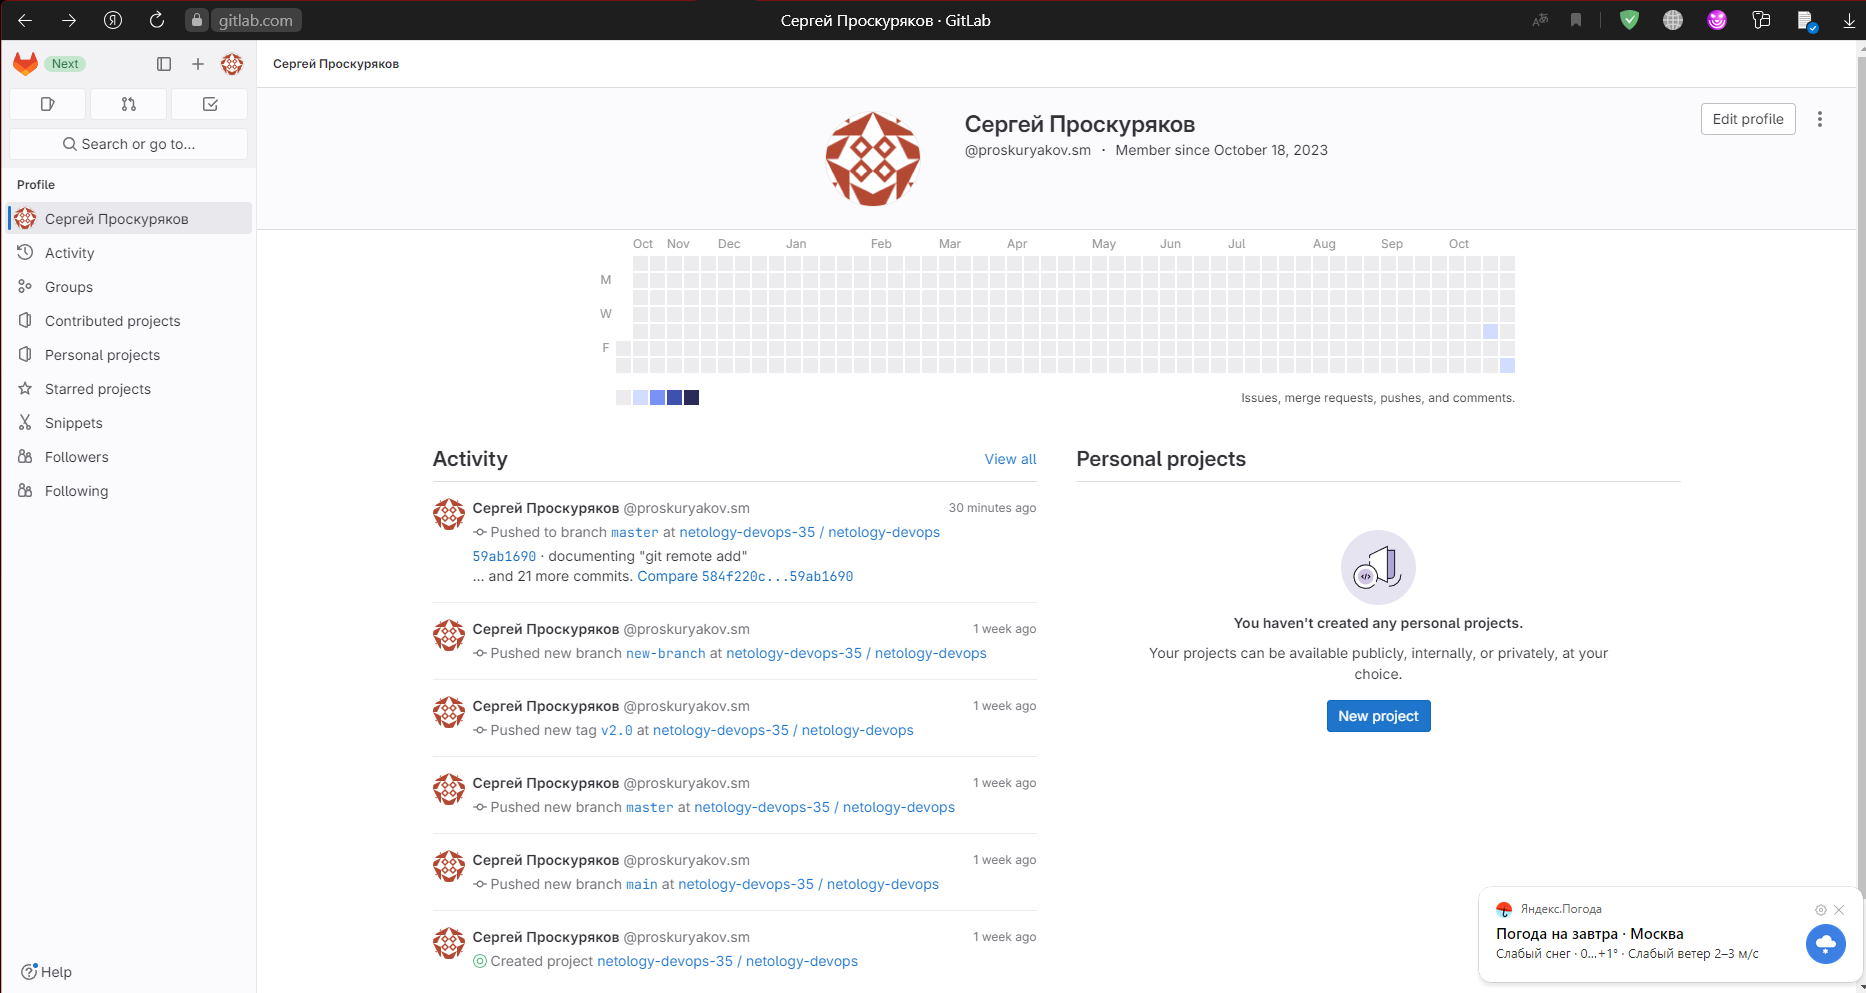 gitlab.com
Сергей Проскуряков · GitLab
Next
Search or go to...
Profile
Сергей Проскуряков
Activity
Groups
Contributed projects
Personal projects
Starred projects
Snippets
Followers
Following
Help
Сергей Проскуряков
Сергей Проскуряков
@proskuryakov.sm · Member since October 18, 2023
Edit profile
Oct Nov Dec Jan Feb Mar Apr May Jun Jul Aug Sep Oct
M
W
F
Issues, merge requests, pushes, and comments.
Activity
View all
Сергей Проскуряков @proskuryakov.sm 30 minutes ago
Pushed to branch master at netology-devops-35 / netology-devops
59ab1690 · documenting "git remote add"
... and 21 more commits. Compare 584f220c...59ab1690
Сергей Проскуряков @proskuryakov.sm 1 week ago
Pushed new branch new-branch at netology-devops-35 / netology-devops
Сергей Проскуряков @proskuryakov.sm 1 week ago
Pushed new tag v2.0 at netology-devops-35 / netology-devops
Сергей Проскуряков @proskuryakov.sm 1 week ago
Pushed new branch master at netology-devops-35 / netology-devops
Сергей Проскуряков @proskuryakov.sm 1 week ago
Pushed new branch main at netology-devops-35 / netology-devops
Сергей Проскуряков @proskuryakov.sm 1 week ago
Created project netology-devops-35 / netology-devops
Personal projects
You haven't created any personal projects.
Your projects can be available publicly, internally, or privately, at your
choice.
New project
Яндекс.Погода
Погода на завтра · Москва
Слабый снег · 0...+1° · Слабый ветер 2–3 м/с